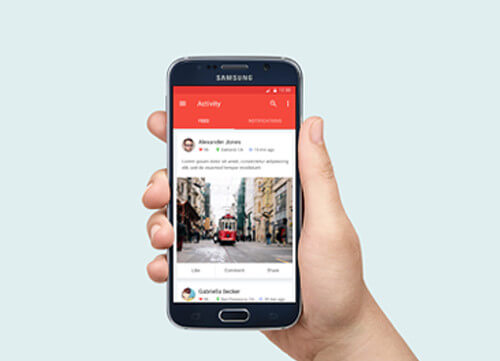 SAMSUNG
12:30
Activity
FEED
NOTIFICATIONS
Alexander Jones
Oakland, CA
15 min ago
Lorem ipsum dolor sit amet, consectetur adipiscing
elit, sed do eiusmod tempor incididunt
Like
Comment
Share
Gabriella Becker
San Francisco, CA